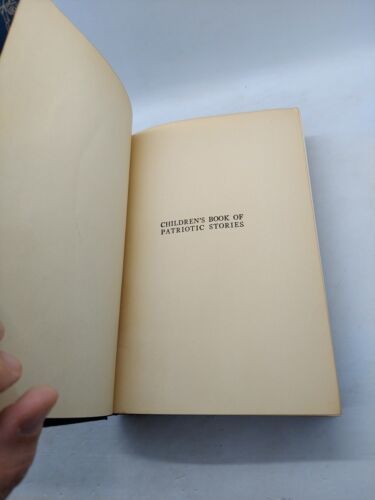 CHILDREN'S BOOK OF
PATRIOTIC STORIES